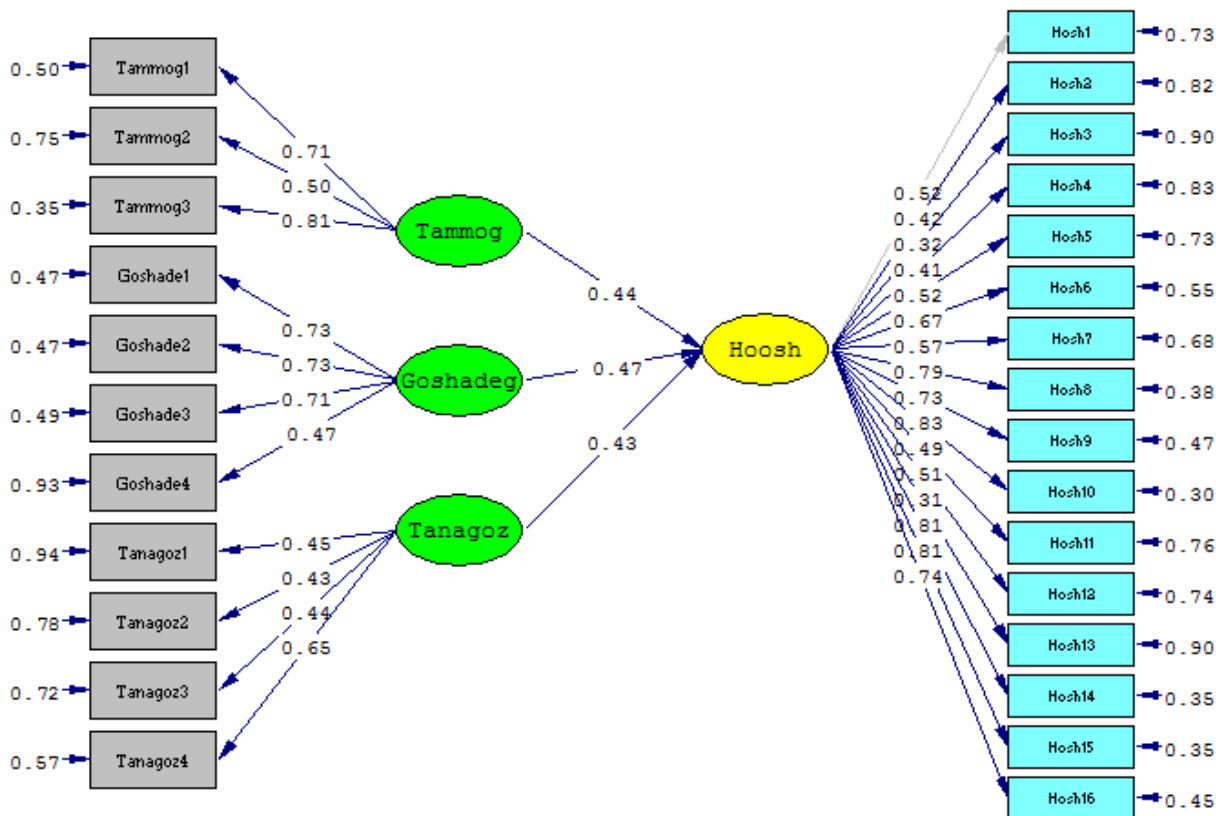 0.50 Tammog1
0.75 Tammog2
0.35 Tammog3
0.47 Goshade1
0.47 Goshade2
0.49 Goshade3
0.93 Goshade4
0.94 Tanagoz1
0.78 Tanagoz2
0.72 Tanagoz3
0.57 Tanagoz4
0.71
0.50
0.81
0.73
0.73
0.71
0.47
0.45
0.43
0.44
0.65
Tammog
Goshadeg
Tanagoz
0.44
0.47
0.43
Hoosh
0.52
0.42
0.32
0.41
0.52
0.67
0.57
0.79
0.73
0.83
0.49
0.51
0.31
0.81
0.81
0.74
Hosh1 0.73
Hosh2 0.82
Hosh3 0.90
Hosh4 0.83
Hosh5 0.73
Hosh6 0.55
Hosh7 0.68
Hosh8 0.38
Hosh9 0.47
Hosh10 0.30
Hosh11 0.76
Hosh12 0.74
Hosh13 0.90
Hosh14 0.35
Hosh15 0.35
Hosh16 0.45